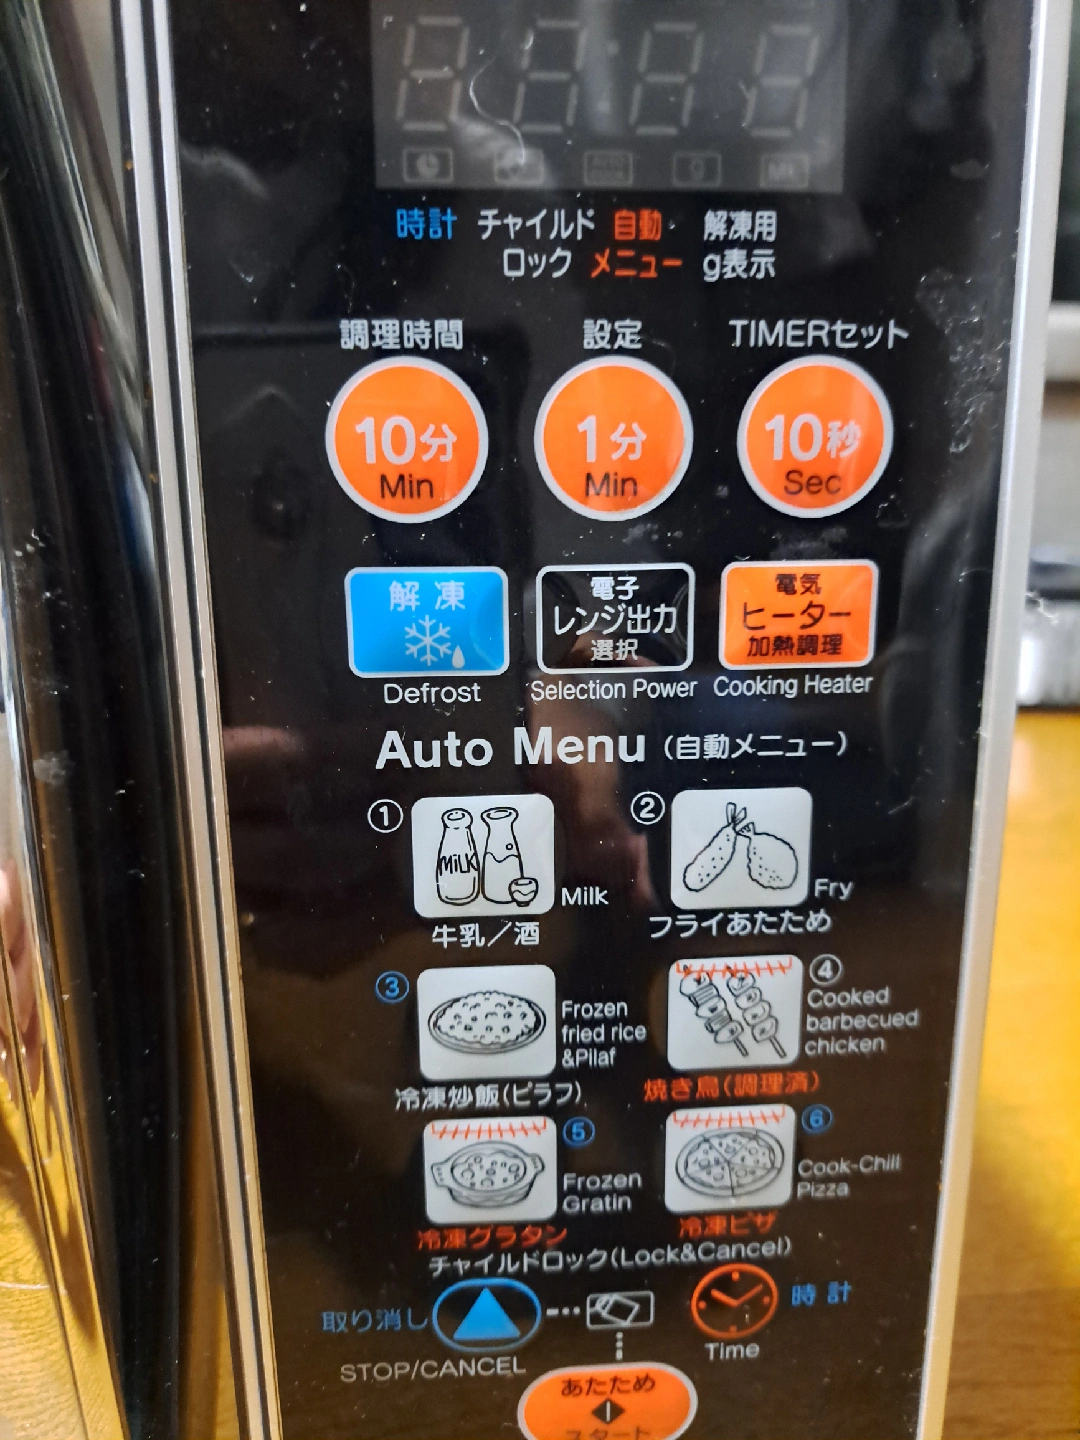 時計 チャイルド 自動 解凍用
ロック メニュー g表示
調理時間 設定 TIMERセット
10分 1分 10秒
Min Min Sec
解凍 電子 電気
レンジ出力 ヒーター
選択 加熱調理
Defrost Selection Power Cooking Heater
Auto Menu (自動メニュー)
① ②
MILK
Milk Fry
牛乳/酒 フライあたため
③ ④
Frozen Cooked
fried rice barbecued
&Pilaf chicken
冷凍炒飯(ピラフ) 焼き鳥(調理済)
⑤ ⑥
Frozen Cook-Chill
Gratin Pizza
冷凍グラタン 冷凍ピザ
チャイルドロック(Lock&Cancel)
取り消し 時計
STOP/CANCEL Time
あたため
スタート